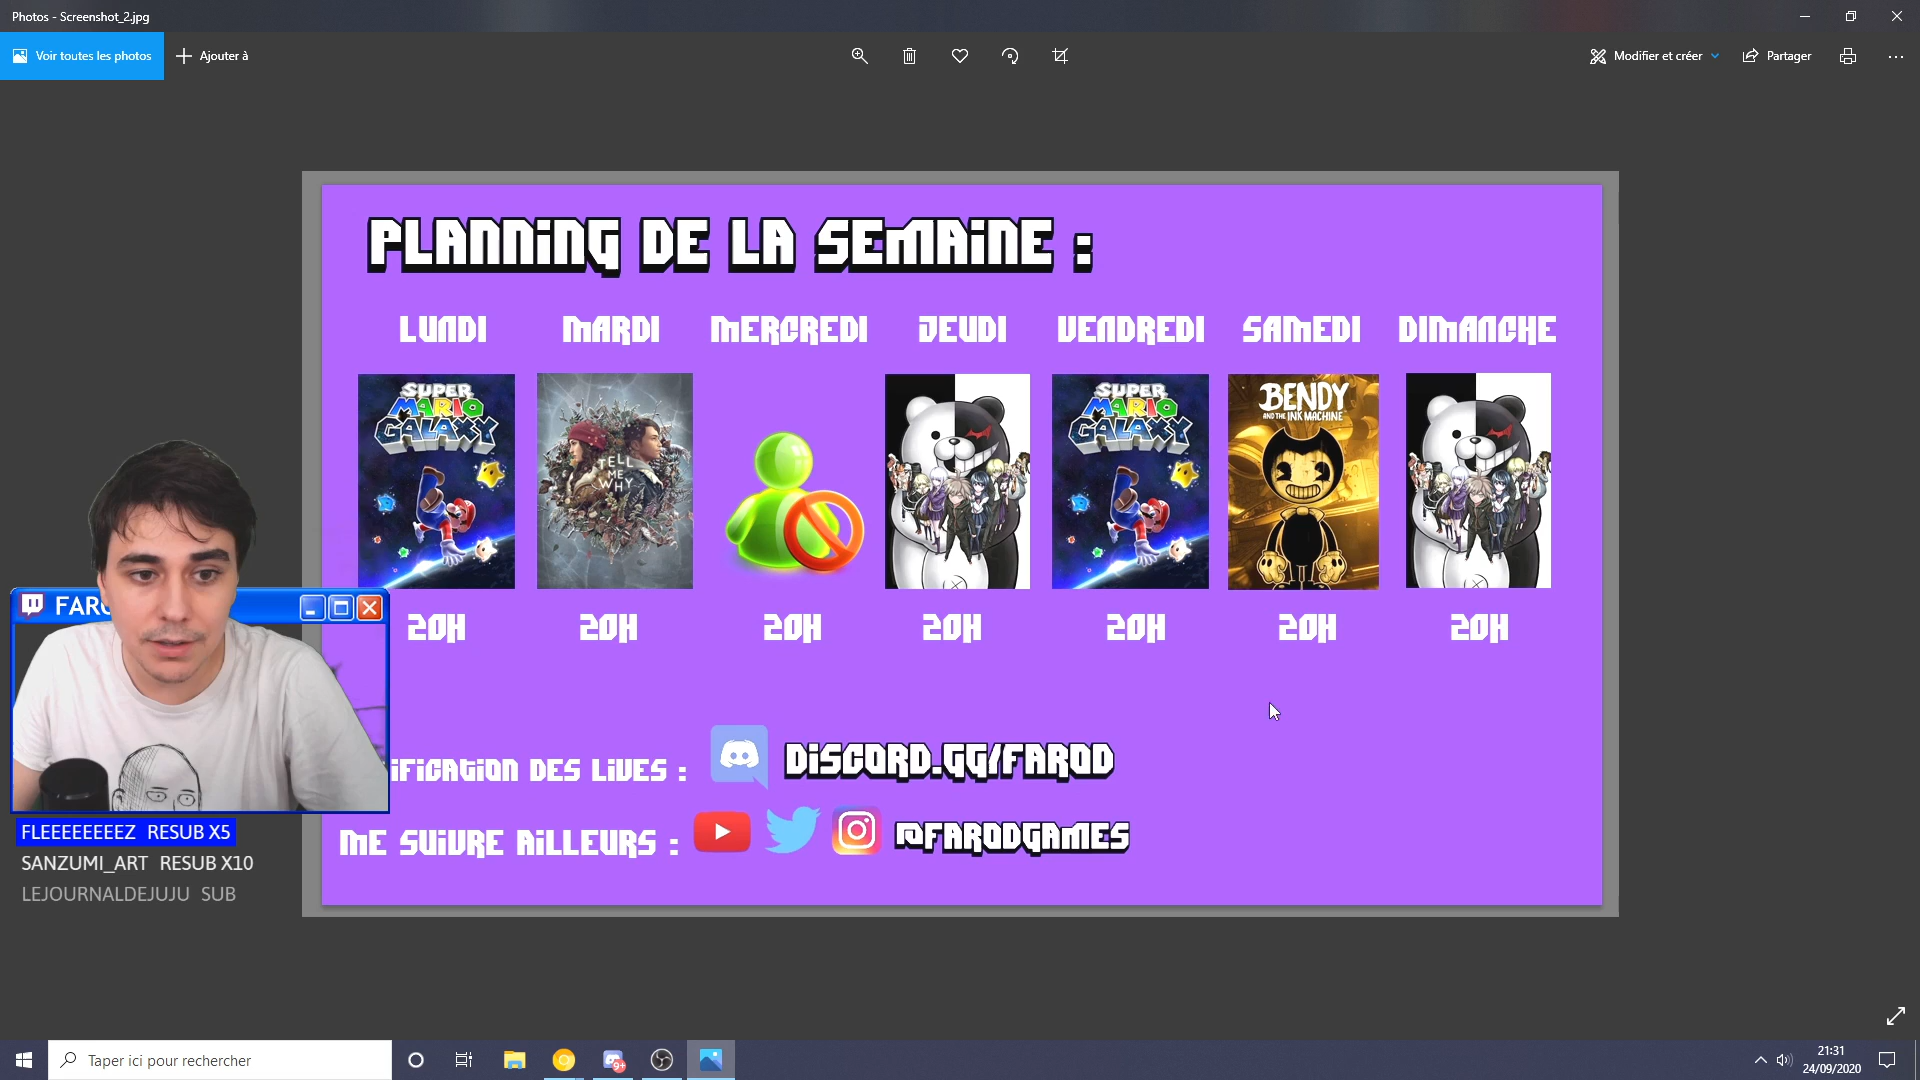 Photos - Screenshot_2.jpg
Voir toutes les photos
Ajouter à
Modifier et créer
Partager
PLANNING DE LA SEMAINE :
LUNDI MARDI MERCREDI JEUDI VENDREDI SAMEDI DIMANCHE
SUPER MARIO GALAXY
TELL ME WHY
SUPER MARIO GALAXY
BENDY AND THE INK MACHINE
20H 20H 20H 20H 20H 20H 20H
IFICATION DES LIVES : DISCORD.GG/FAROD
ME SUIVRE AILLEURS : @FARODGAMES
FLEEEEEEEEZ RESUB X5
SANZUMI_ART RESUB X10
LEJOURNALDEJUJU SUB
Taper ici pour rechercher
9+
21:31
24/09/2020